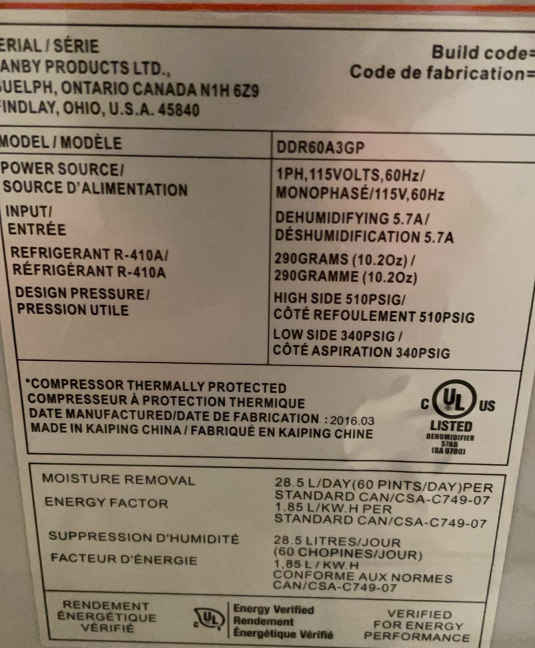 ERIAL / SÉRIE
ANBY PRODUCTS LTD.,
GUELPH, ONTARIO CANADA N1H 6Z9
FINDLAY, OHIO, U.S.A. 45840
Build code=
Code de fabrication=
MODEL / MODÈLE
DDR60A3GP
POWER SOURCE/
SOURCE D'ALIMENTATION
1PH,115VOLTS,60Hz/
MONOPHASÉ/115V,60Hz
INPUT/
ENTRÉE
DEHUMIDIFYING 5.7A/
DÉSHUMIDIFICATION 5.7A
REFRIGERANT R-410A/
RÉFRIGÉRANT R-410A
290GRAMS (10.2Oz) /
290GRAMME (10.2Oz)
DESIGN PRESSURE/
PRESSION UTILE
HIGH SIDE 510PSIG/
CÔTÉ REFOULEMENT 510PSIG
LOW SIDE 340PSIG /
CÔTÉ ASPIRATION 340PSIG
*COMPRESSOR THERMALLY PROTECTED
COMPRESSEUR À PROTECTION THERMIQUE
DATE MANUFACTURED/DATE DE FABRICATION : 2016.03
MADE IN KAIPING CHINA / FABRIQUÉ EN KAIPING CHINE
C UL US
LISTED
DEHUMIDIFIER
MOISTURE REMOVAL
28.5 L/DAY(60 PINTS/DAY)PER
STANDARD CAN/CSA-C749-07
ENERGY FACTOR
1.85 L/KW.H PER
STANDARD CAN/CSA-C749-07
SUPPRESSION D'HUMIDITÉ
28.5 LITRES/JOUR
(60 CHOPINES/JOUR)
FACTEUR D'ÉNERGIE
1,85 L / KW.H
CONFORME AUX NORMES
CAN/CSA-C749-07
RENDEMENT
ÉNERGÉTIQUE
VÉRIFIÉ
UL
Energy Verified
Rendement
Énergétique Vérifié
VERIFIED
FOR ENERGY
PERFORMANCE